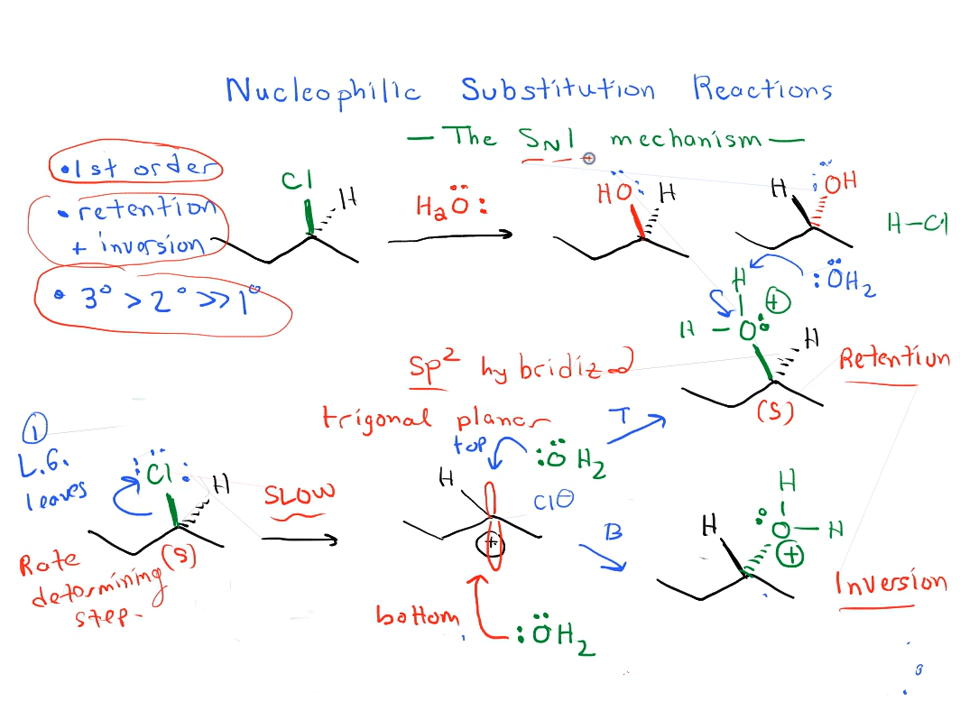 Nucleophilic Substitution Reactions
— The SN1 mechanism —
• 1st order
• retention
+ inversion
• 3° > 2° >> 1°
Cl
H
H2O:
HO:
H
H
:OH
H–Cl
:OH2
H
H–O:
+
H
(S)
Retention
Sp² hybridized
trigonal planar
T
top
:OH2
H
Cl⊖
+
B
bottom
:OH2
1
L.G.
leaves
:Cl:
H
(S)
SLOW
Rate
determining
step.
H
:O–H
+
H
Inversion